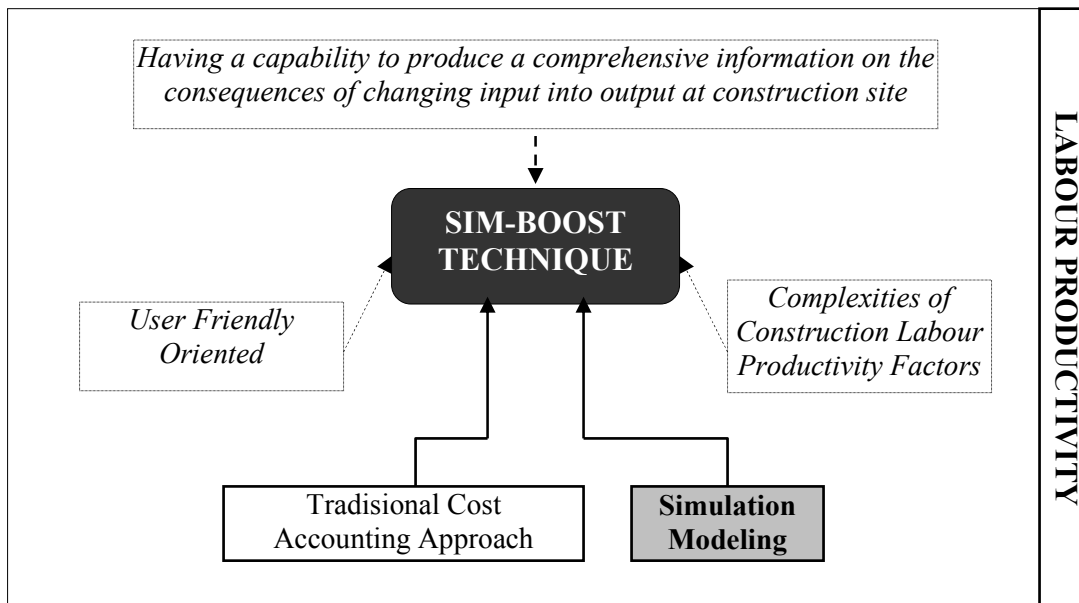 Having a capability to produce a comprehensive information on the
consequences of changing input into output at construction site
SIM-BOOST
TECHNIQUE
User Friendly
Oriented
Complexities of
Construction Labour
Productivity Factors
Tradisional Cost
Accounting Approach
Simulation
Modeling
LABOUR PRODUCTIVITY